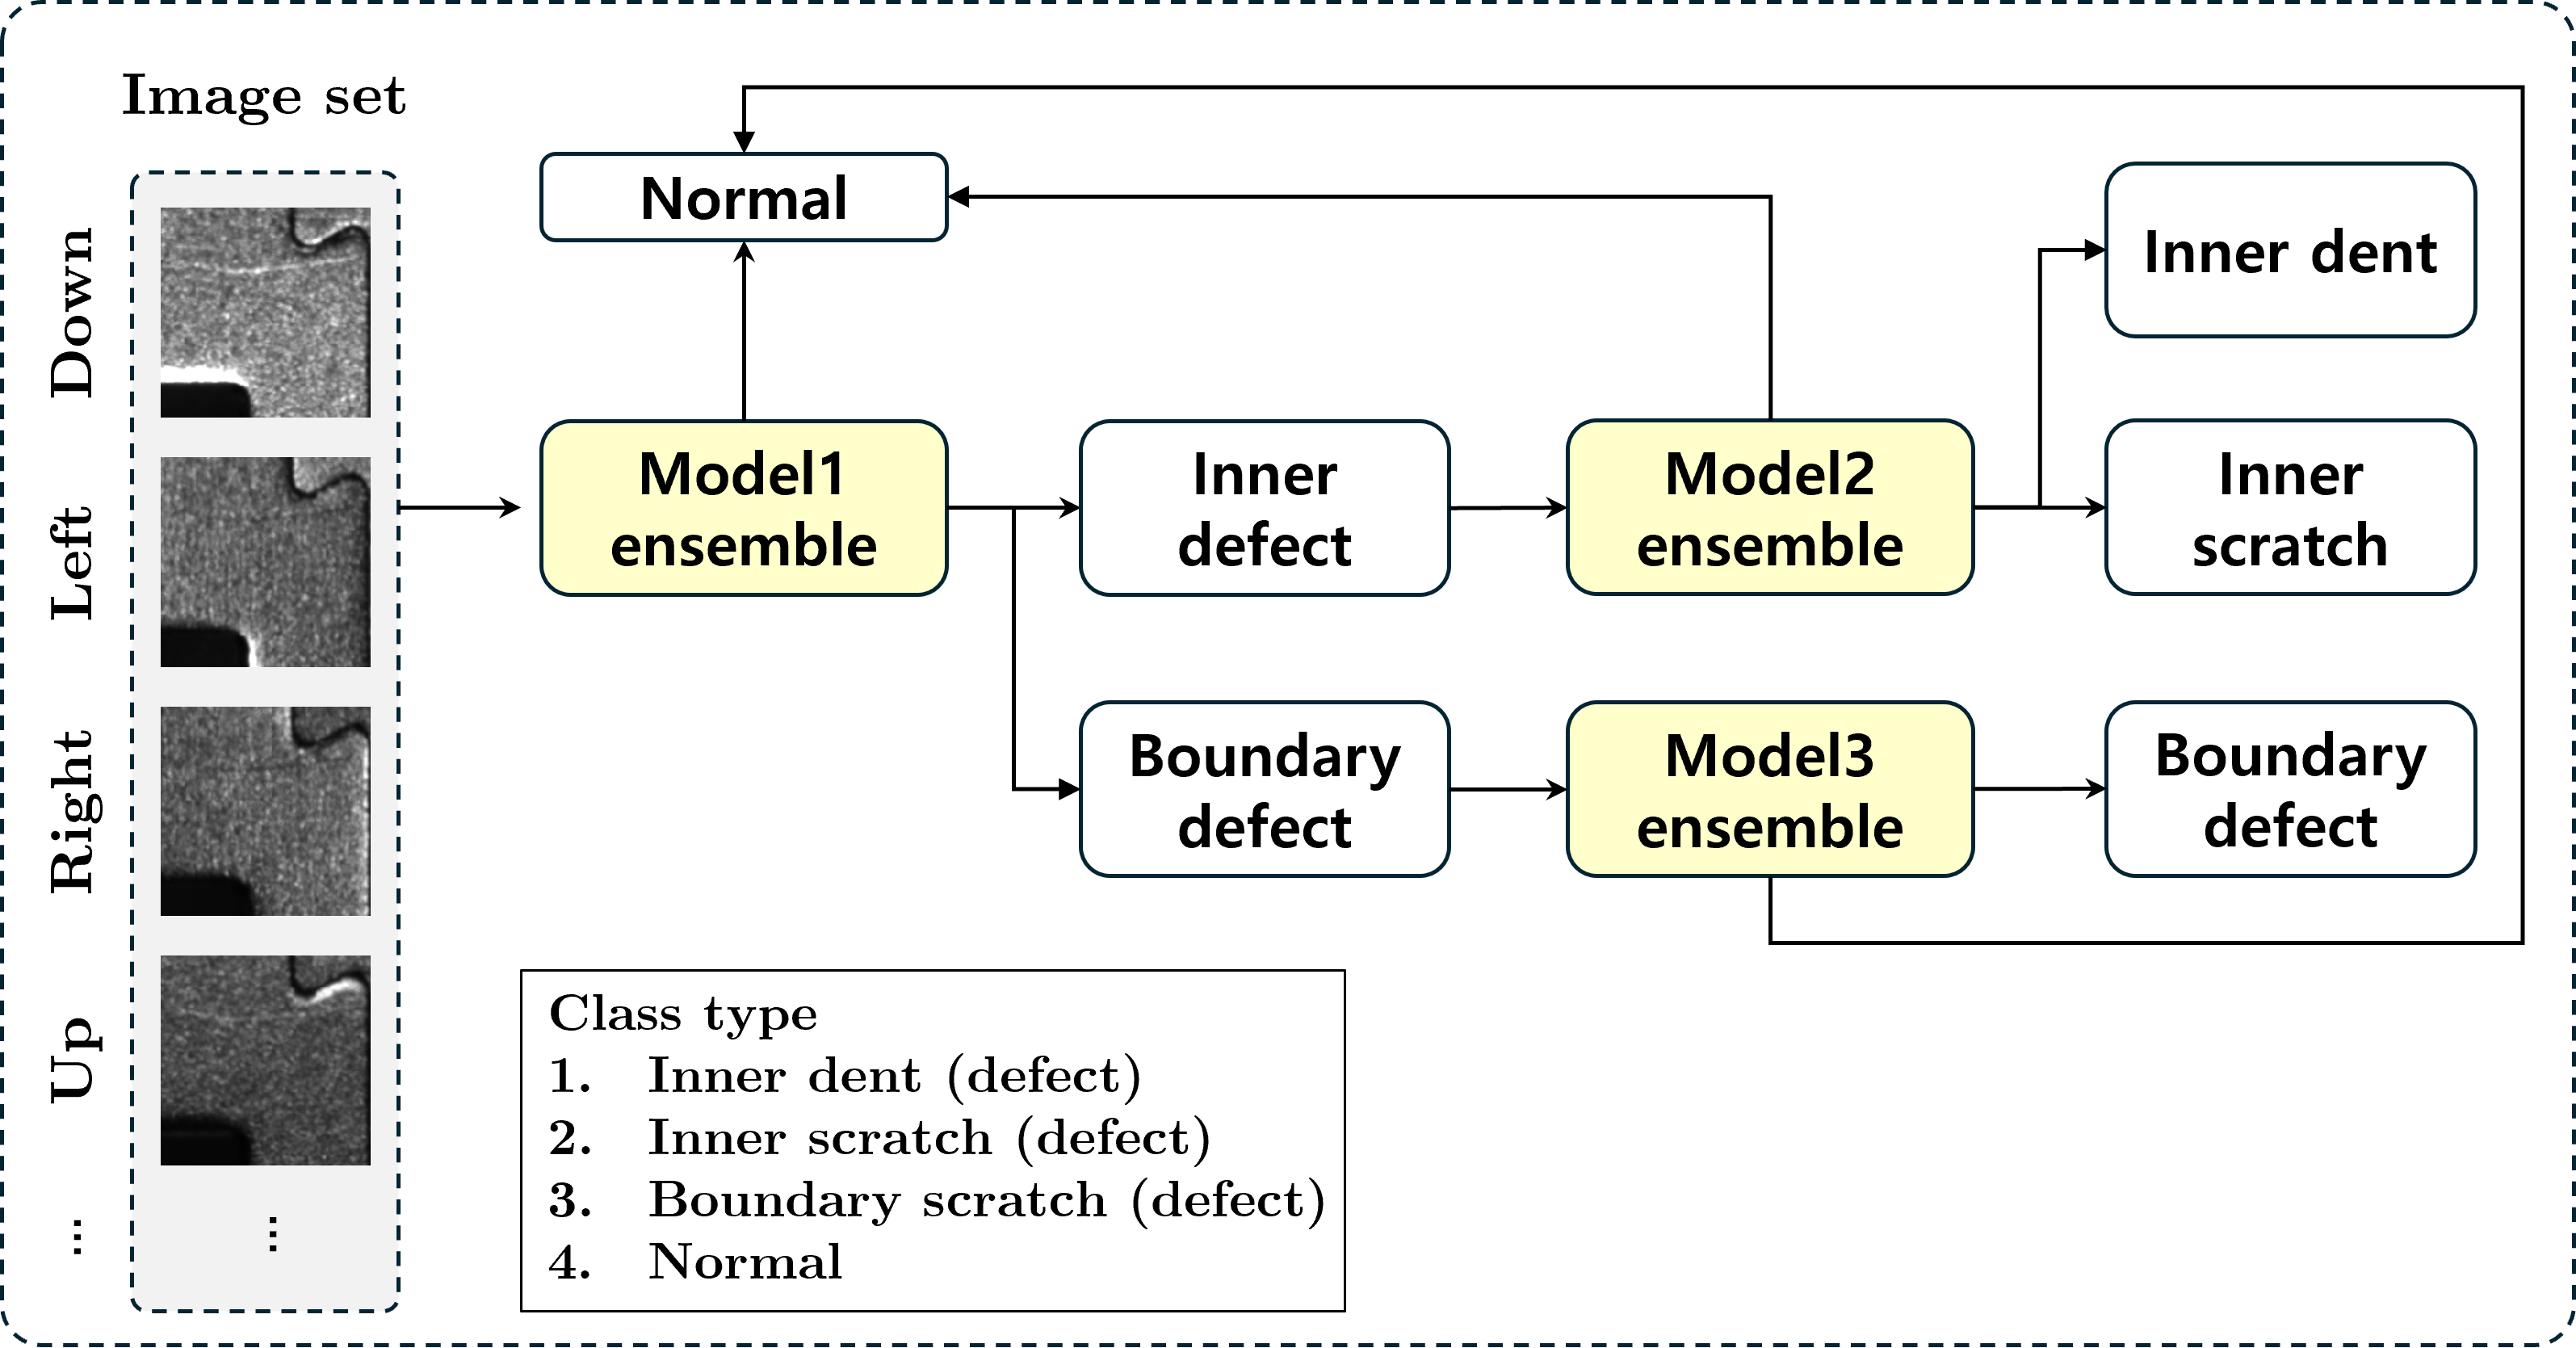 Image set
Down
Left
Right
Up
...
...
Normal
Model1
ensemble
Inner
defect
Model2
ensemble
Inner dent
Inner
scratch
Boundary
defect
Model3
ensemble
Boundary
defect
Class type
1. Inner dent (defect)
2. Inner scratch (defect)
3. Boundary scratch (defect)
4. Normal